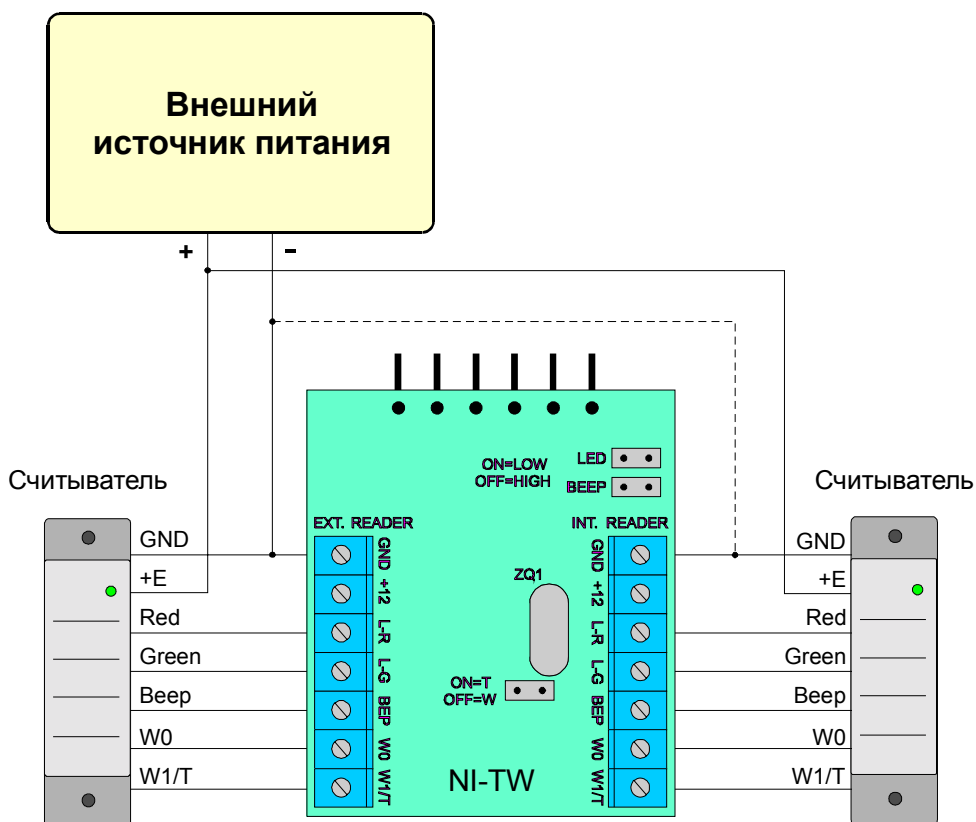 Внешний
источник питания
+ -
Считыватель
Считыватель
ON=LOW
OFF=HIGH
LED
BEEP
EXT. READER
INT. READER
GND
+E
Red
Green
Beep
W0
W1/T
GND
+12
L-R
L-G
BEP
W0
W1/T
ZQ1
ON=T
OFF=W
NI-TW
GND
+12
L-R
L-G
BEP
W0
W1/T
GND
+E
Red
Green
Beep
W0
W1/T